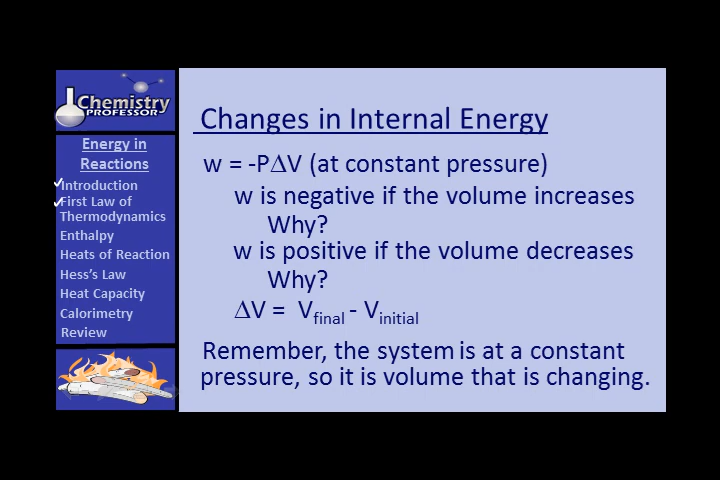 Chemistry
PROFESSOR
Energy in
Reactions
✓Introduction
✓First Law of
Thermodynamics
Enthalpy
Heats of Reaction
Hess's Law
Heat Capacity
Calorimetry
Review
Changes in Internal Energy
w = -PΔV (at constant pressure)
w is negative if the volume increases
Why?
w is positive if the volume decreases
Why?
ΔV = Vfinal - Vinitial
Remember, the system is at a constant
pressure, so it is volume that is changing.